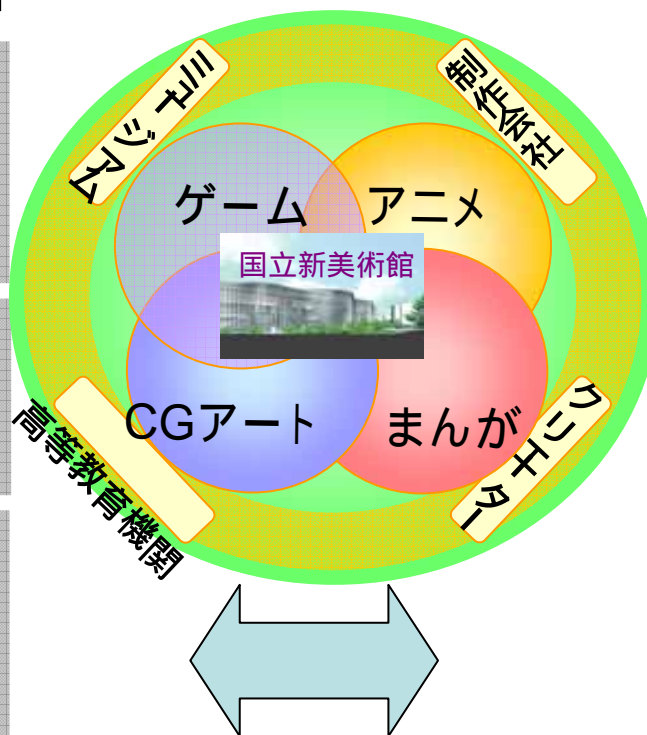 ミュージアム
制作会社
ゲーム
アニメ
国立新美術館
CGアート
まんが
高等教育機関
クリエーター